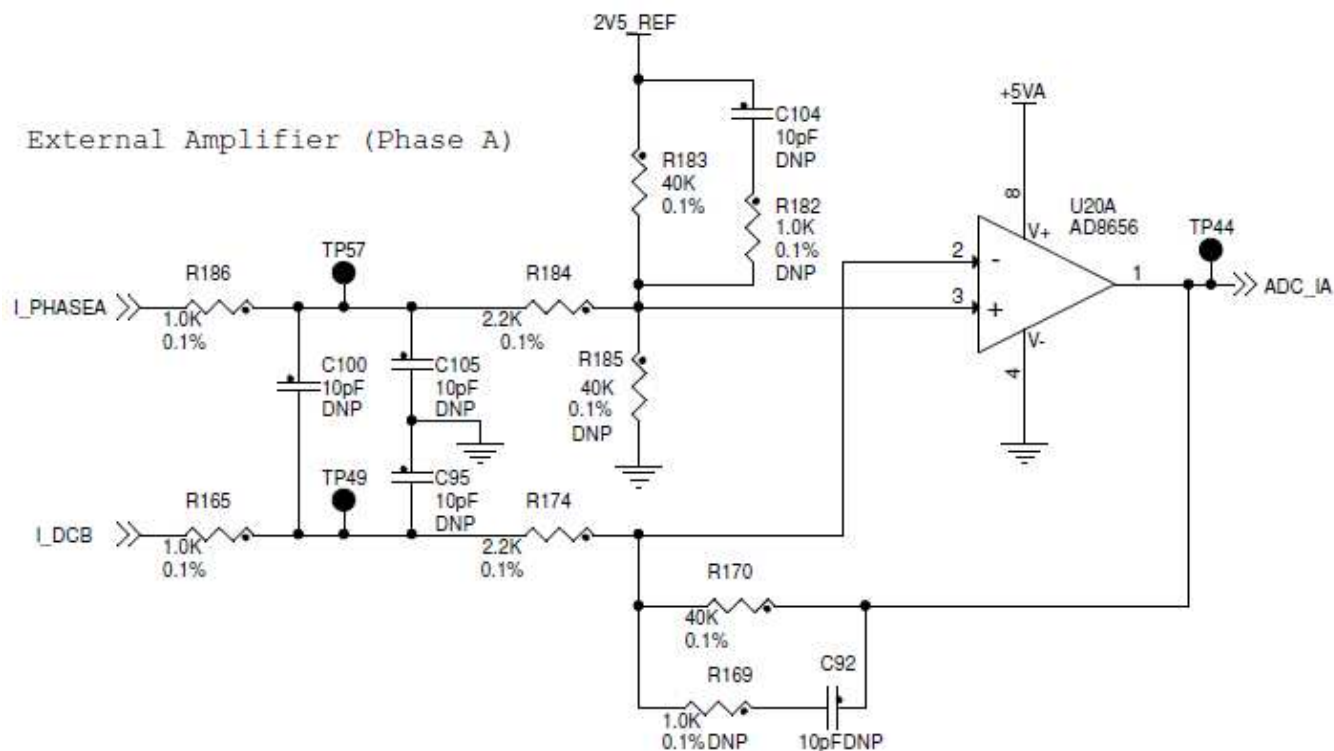 2V5_REF
External Amplifier (Phase A)
C104
10pF
DNP
+5VA
R183
40K
0.1%
R182
1.0K
0.1%
DNP
8
U20A
AD8656
V+
TP44
2
-
1
ADC_IA
3
+
V-
4
TP57
R186
R184
I_PHASEA
1.0K
0.1%
2.2K
0.1%
C100
10pF
DNP
C105
10pF
DNP
R185
40K
0.1%
DNP
TP49
C95
10pF
DNP
R165
R174
I_DCB
1.0K
0.1%
2.2K
0.1%
R170
40K
0.1%
R169
C92
1.0K
0.1%DNP
10pFDNP